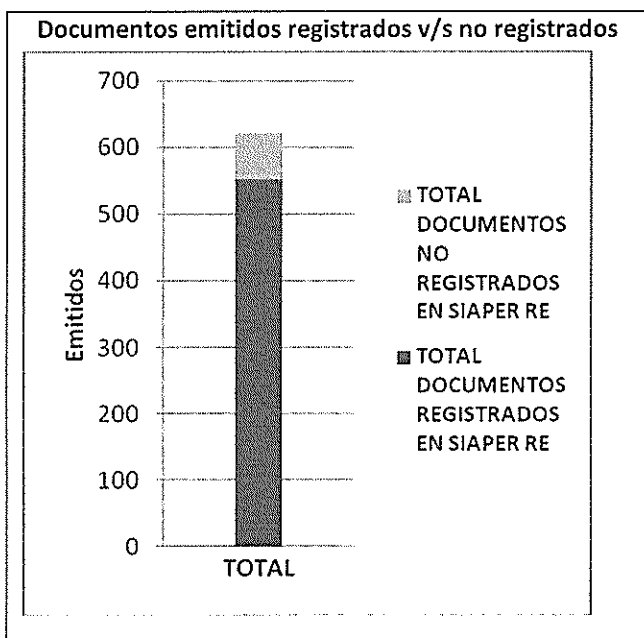 Documentos emitidos registrados v/s no registrados
700
600
500
400
300
200
100
0
Emitidos
TOTAL
TOTAL
DOCUMENTOS
NO
REGISTRADOS
EN SIAPER RE
TOTAL
DOCUMENTOS
REGISTRADOS
EN SIAPER RE